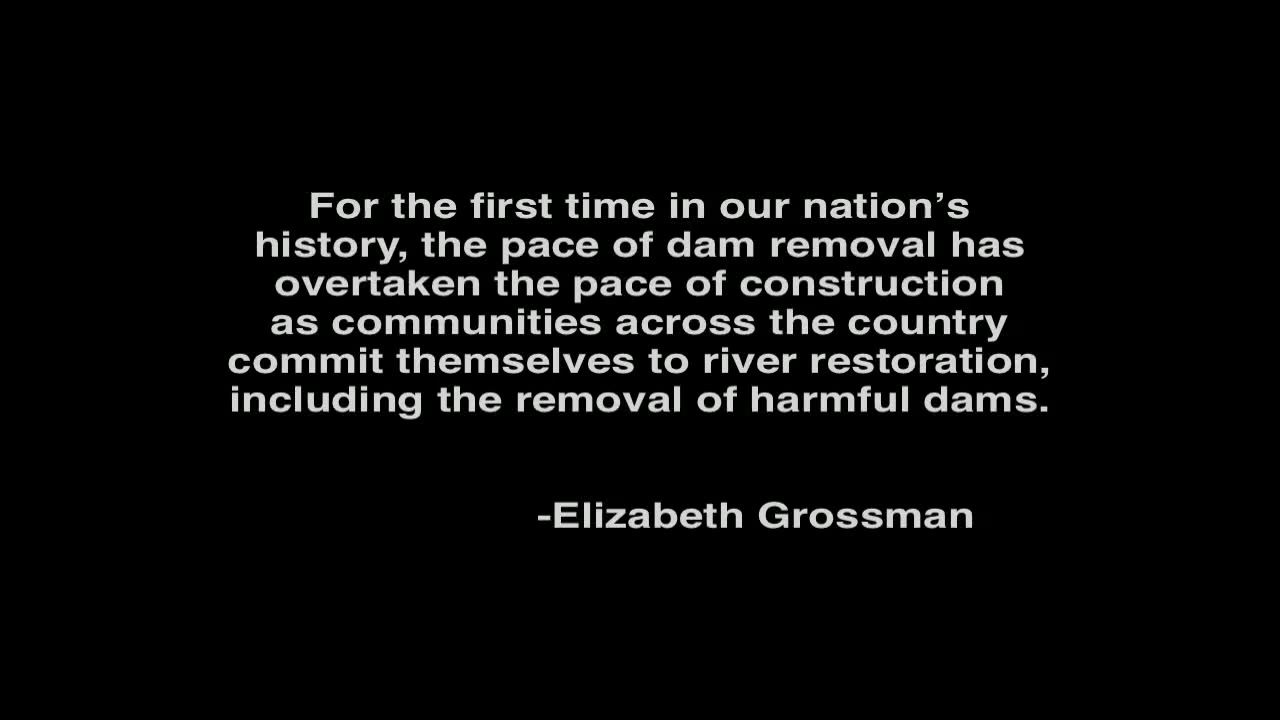 For the first time in our nation’s
history, the pace of dam removal has
overtaken the pace of construction
as communities across the country
commit themselves to river restoration,
including the removal of harmful dams.
-Elizabeth Grossman